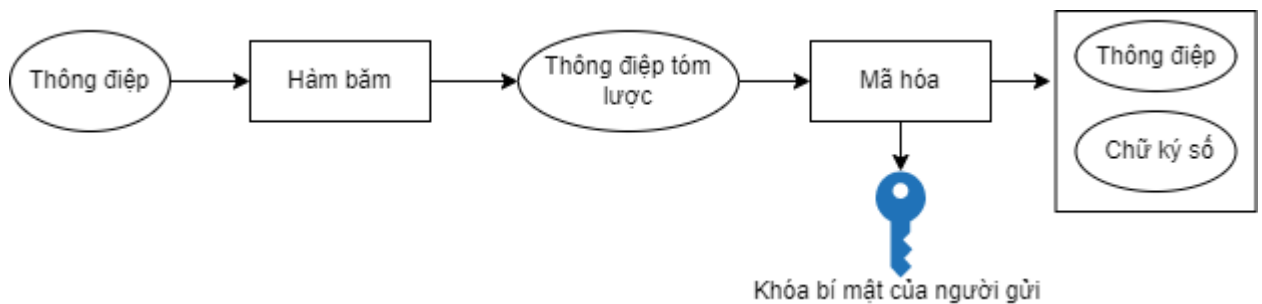 Thông điệp
Hàm băm
Thông điệp tóm
lược
Mã hóa
Thông điệp
Chữ ký số
Khóa bí mật của người gửi